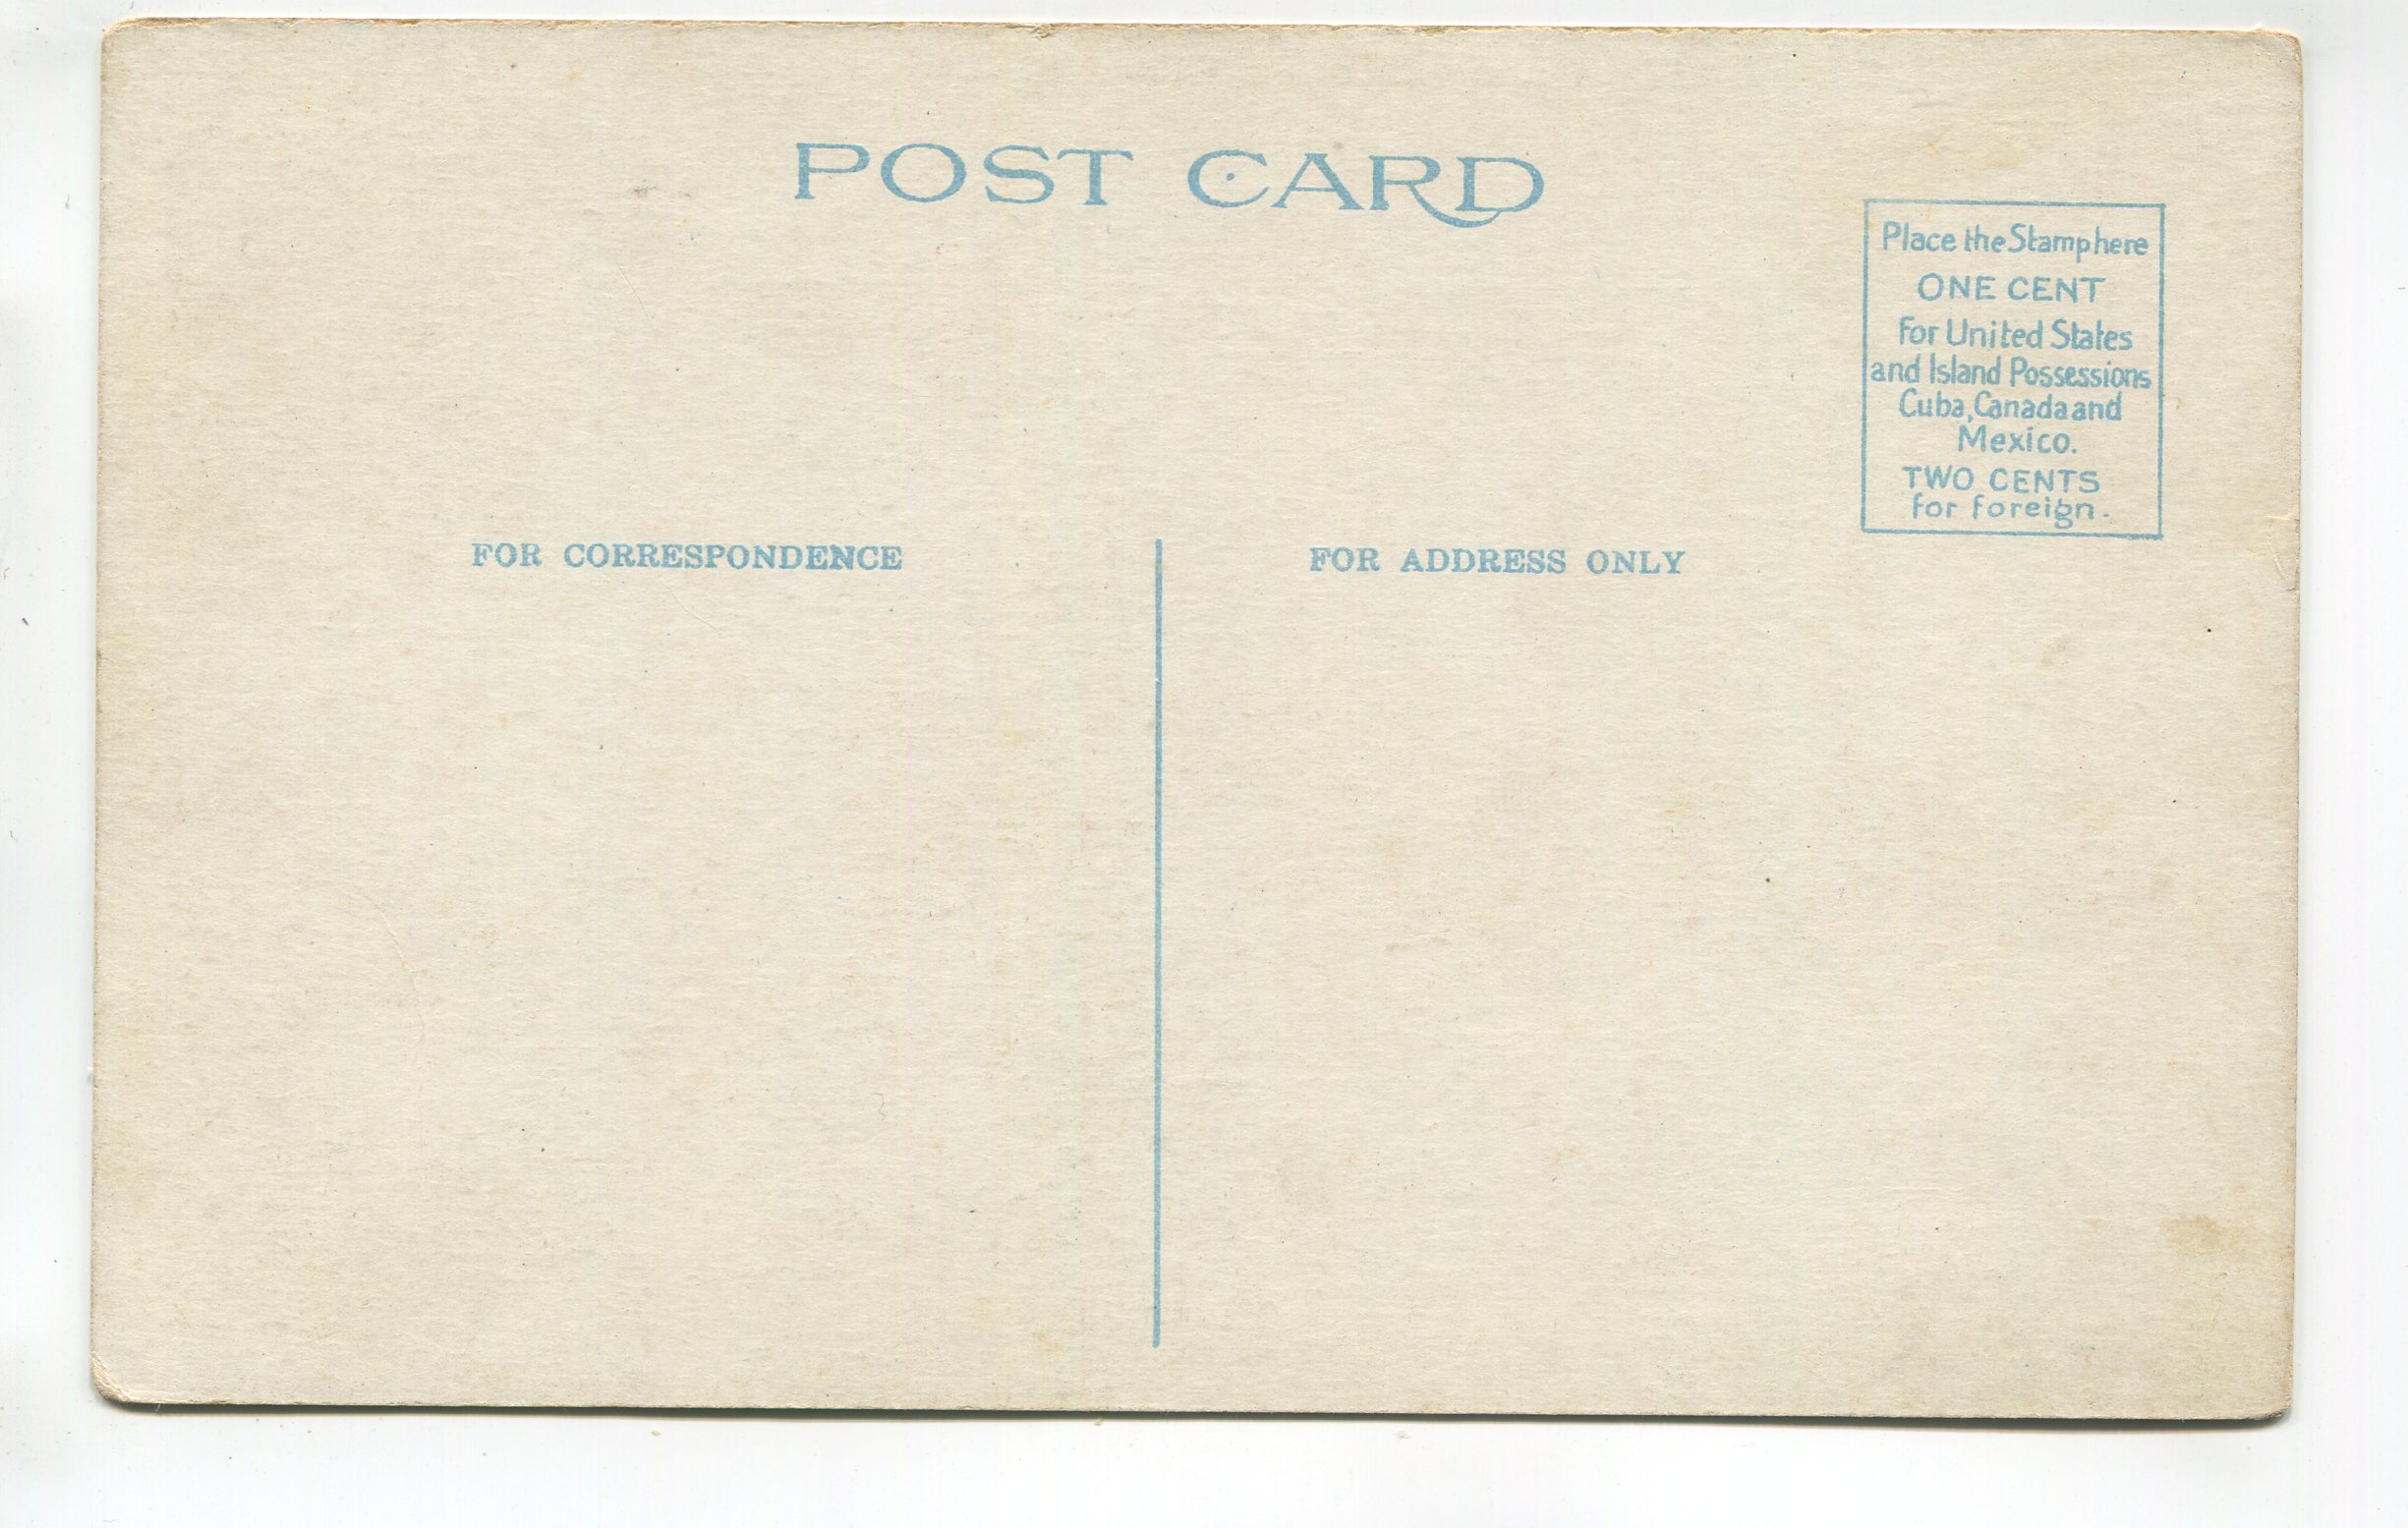 POST CARD
Place the Stamp here
ONE CENT
for United States
and Island Possessions
Cuba, Canada and
Mexico.
TWO CENTS
for foreign.
FOR CORRESPONDENCE
FOR ADDRESS ONLY